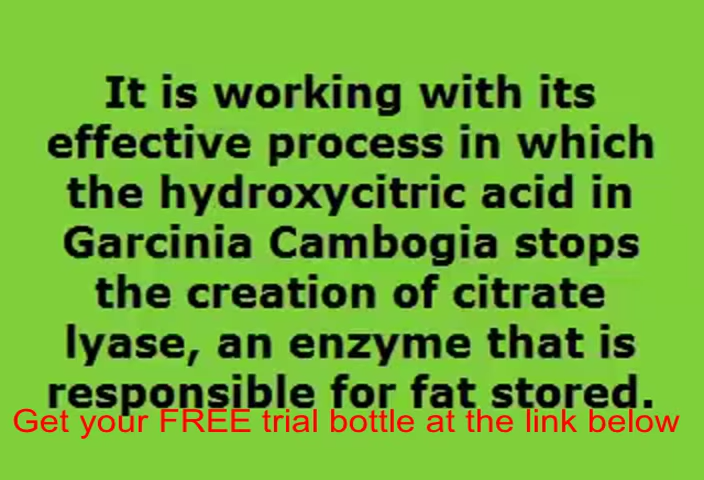 It is working with its
effective process in which
the hydroxycitric acid in
Garcinia Cambogia stops
the creation of citrate
lyase, an enzyme that is
responsible for fat stored.
Get your FREE trial bottle at the link below